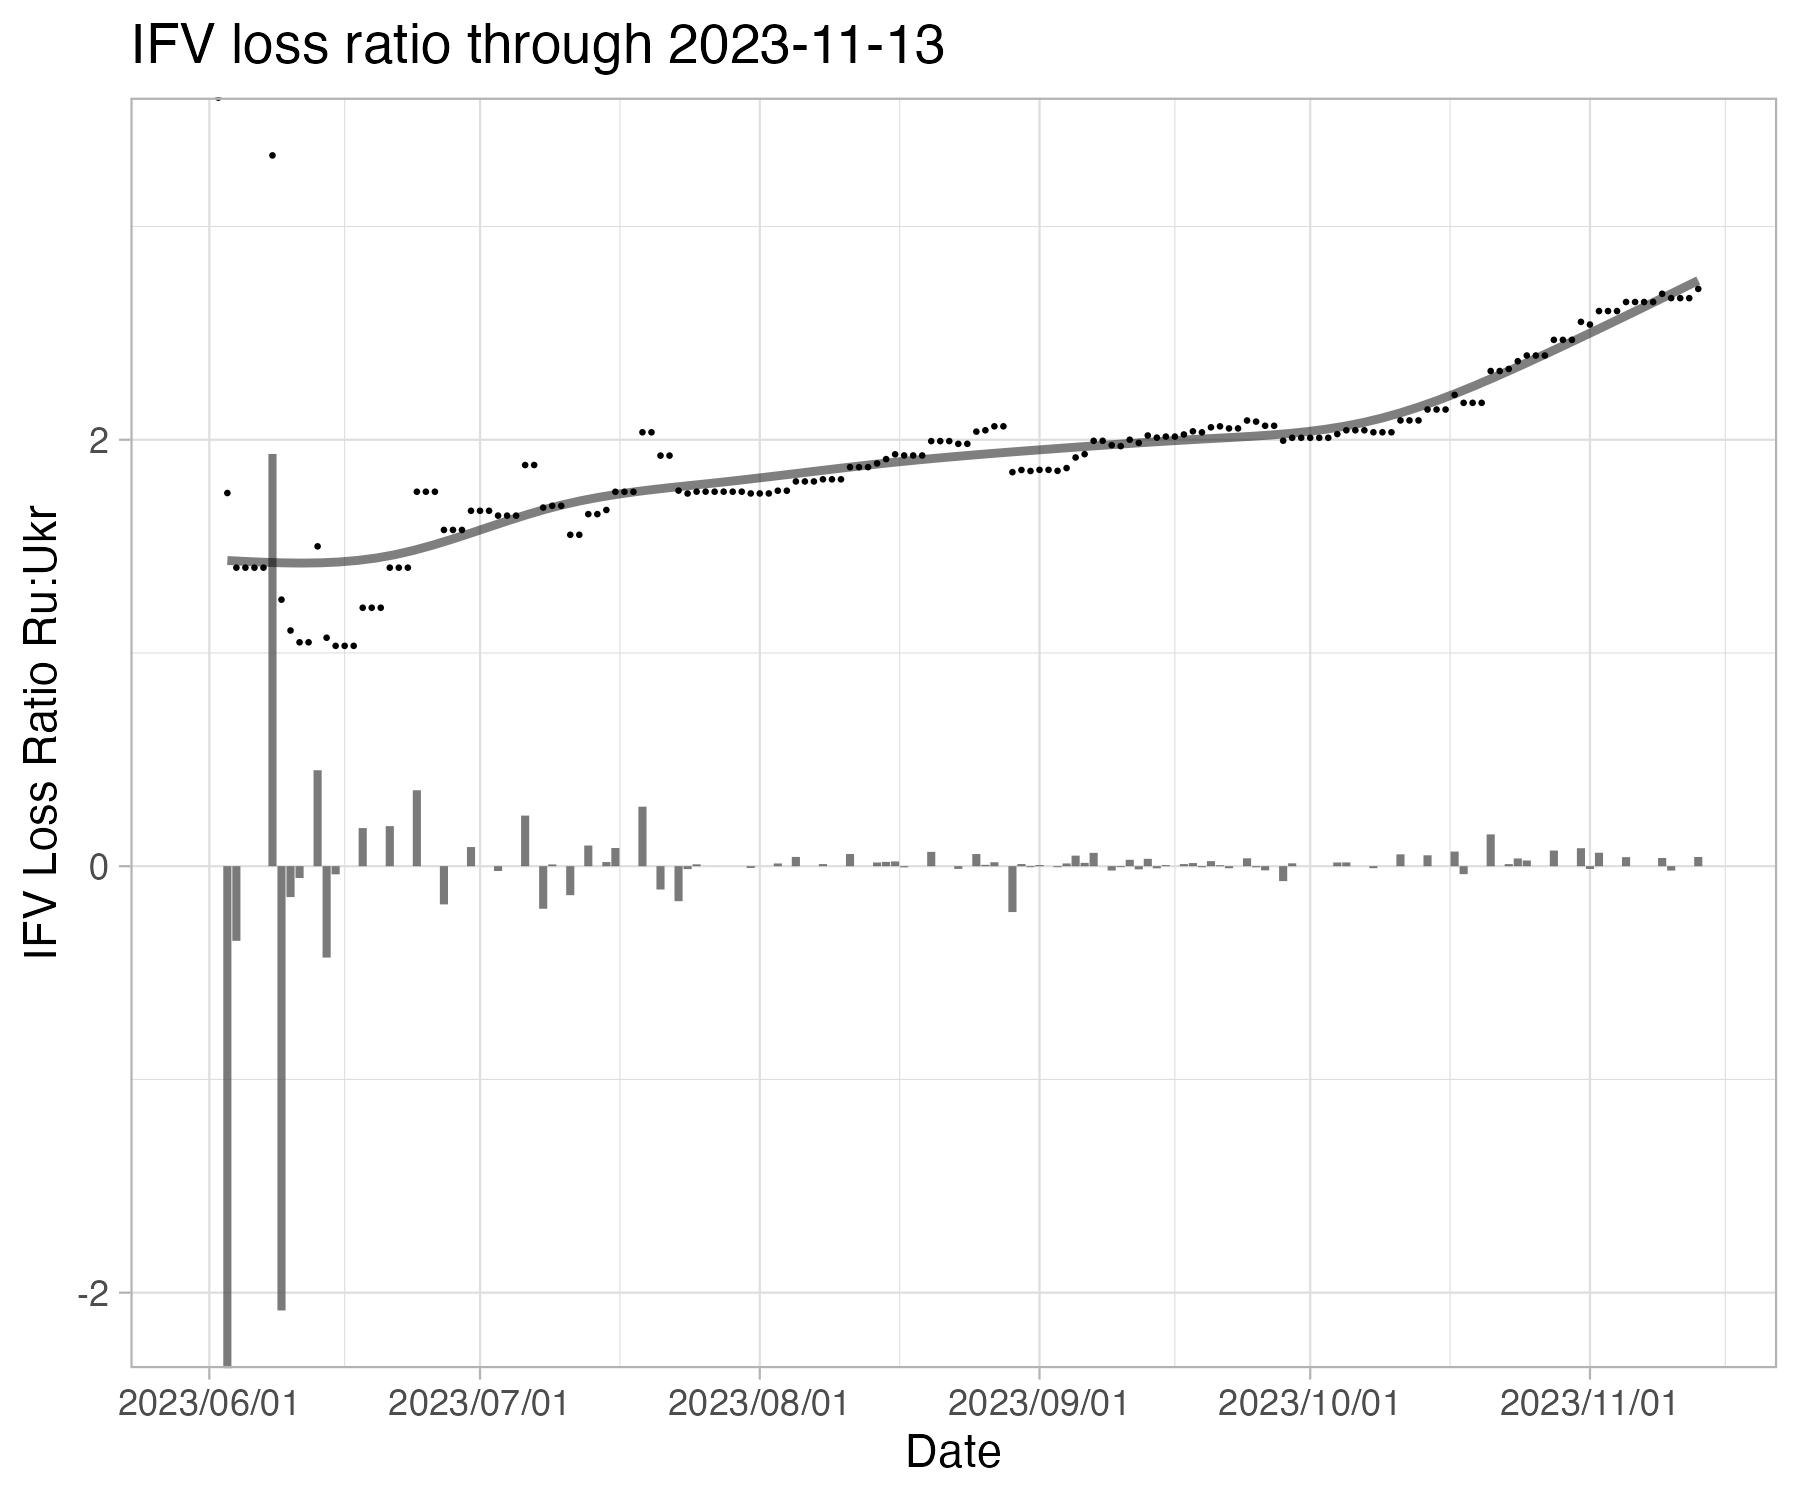 IFV loss ratio through 2023-11-13
IFV Loss Ratio Ru:Ukr
2
0
-2
2023/06/01 2023/07/01 2023/08/01 2023/09/01 2023/10/01 2023/11/01
Date